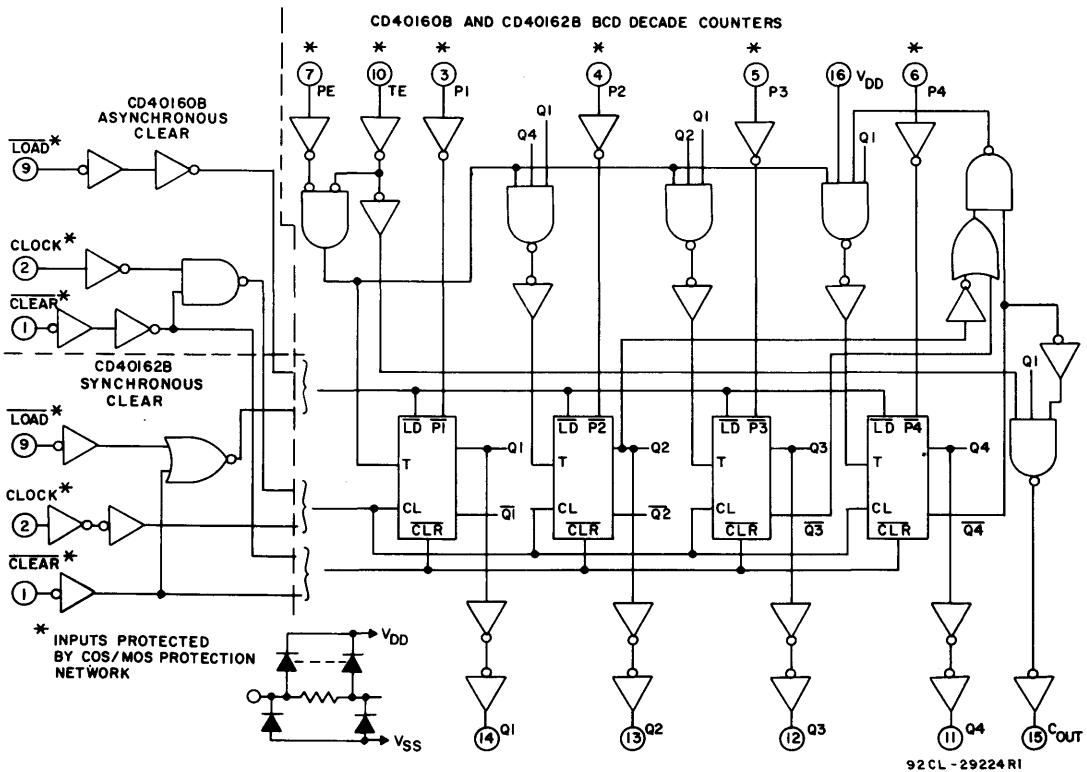 CD40160B AND CD40162B BCD DECADE COUNTERS
* * * * * *
7 10 3 4 5 16 VDD 6
PE TE P1 P2 P3 P4
CD40160B
ASYNCHRONOUS
CLEAR
LOAD*
9
Q4 Q1 Q2 Q1 Q1
CLOCK*
2
CLEAR*
1
CD40162B
SYNCHRONOUS
CLEAR
LOAD*
9
CLOCK*
2
CLEAR*
1
Q1
LD P1 LD P2 LD P3 LD P4
Q1 Q2 Q3 Q4
T T T T
CL CL CL CL
Q1 Q2 Q3 Q4
CLR CLR CLR CLR
* INPUTS PROTECTED
BY COS/MOS PROTECTION
NETWORK
VDD
VSS
14 Q1 13 Q2 12 Q3 11 Q4 15 COUT
92CL-29224R1